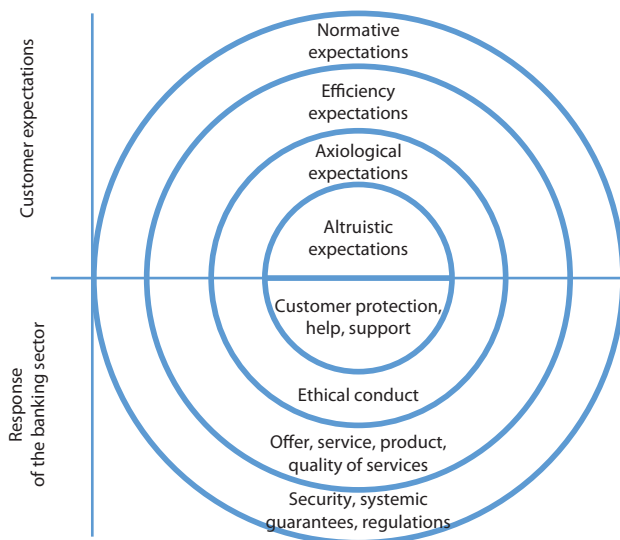 Customer expectations
Normative
expectations
Efficiency
expectations
Axiological
expectations
Altruistic
expectations
Response
of the banking sector
Customer protection,
help, support
Ethical conduct
Offer, service, product,
quality of services
Security, systemic
guarantees, regulations